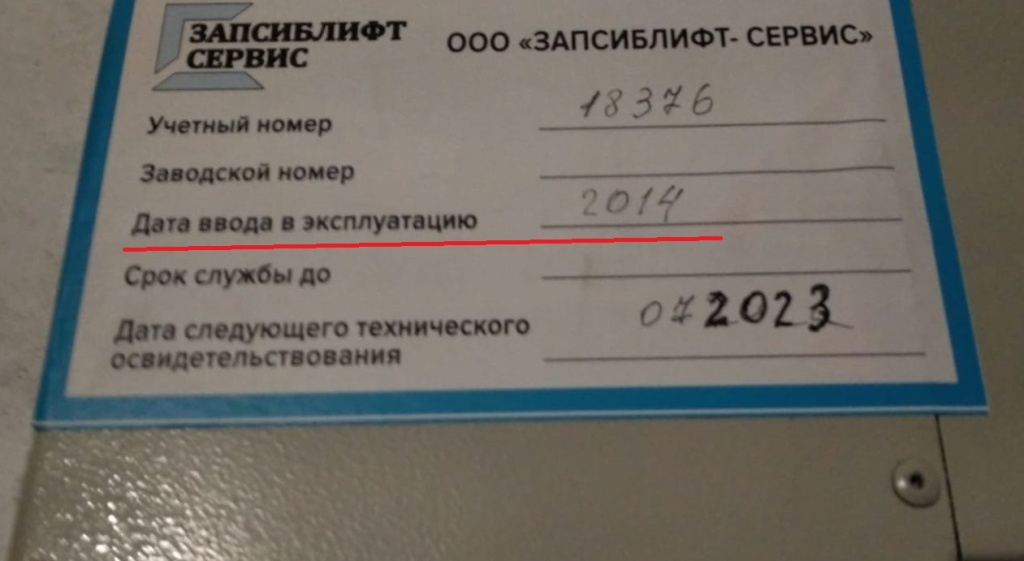 ЗАПСИБЛИФТ
СЕРВИС
ООО «ЗАПСИБЛИФТ- СЕРВИС»
Учетный номер 18376
Заводской номер
Дата ввода в эксплуатацию 2014
Срок службы до
Дата следующего технического
освидетельствования 07 2023